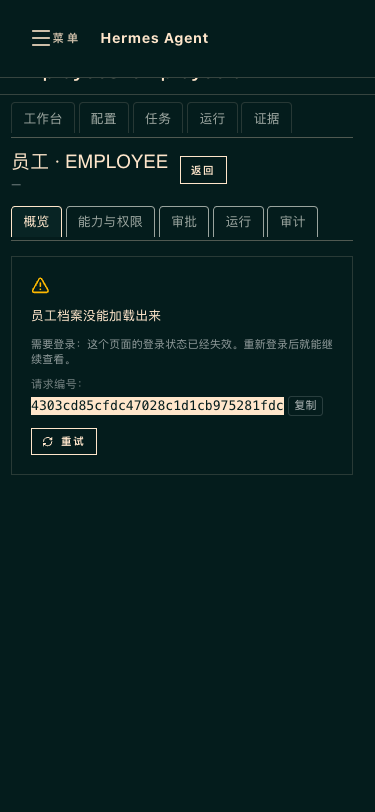 菜单 Hermes Agent
工作台 配置 任务 运行 证据
员工 · EMPLOYEE 返回
—
概览 能力与权限 审批 运行 审计
员工档案没能加载出来
需要登录：这个页面的登录状态已经失效。重新登录后就能继续查看。
请求编号：
4303cd85cfdc47028c1d1cb975281fdc 复制
重试